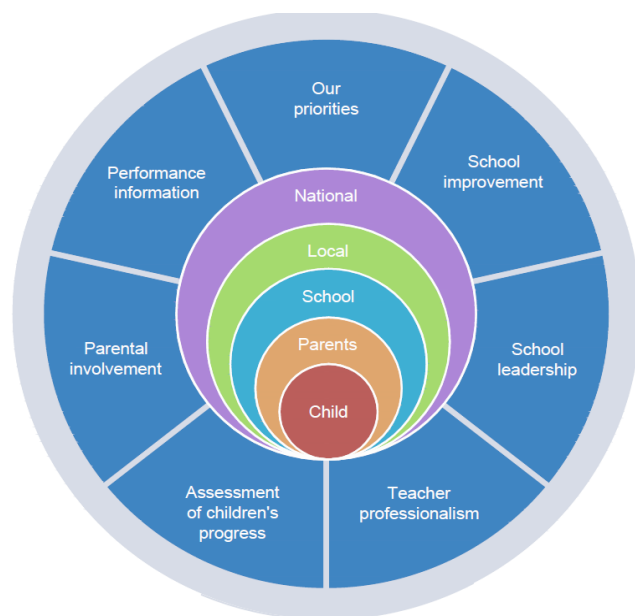 Our
priorities
School
improvement
School
leadership
Teacher
professionalism
Assessment
of children's
progress
Parental
involvement
Performance
information
National
Local
School
Parents
Child